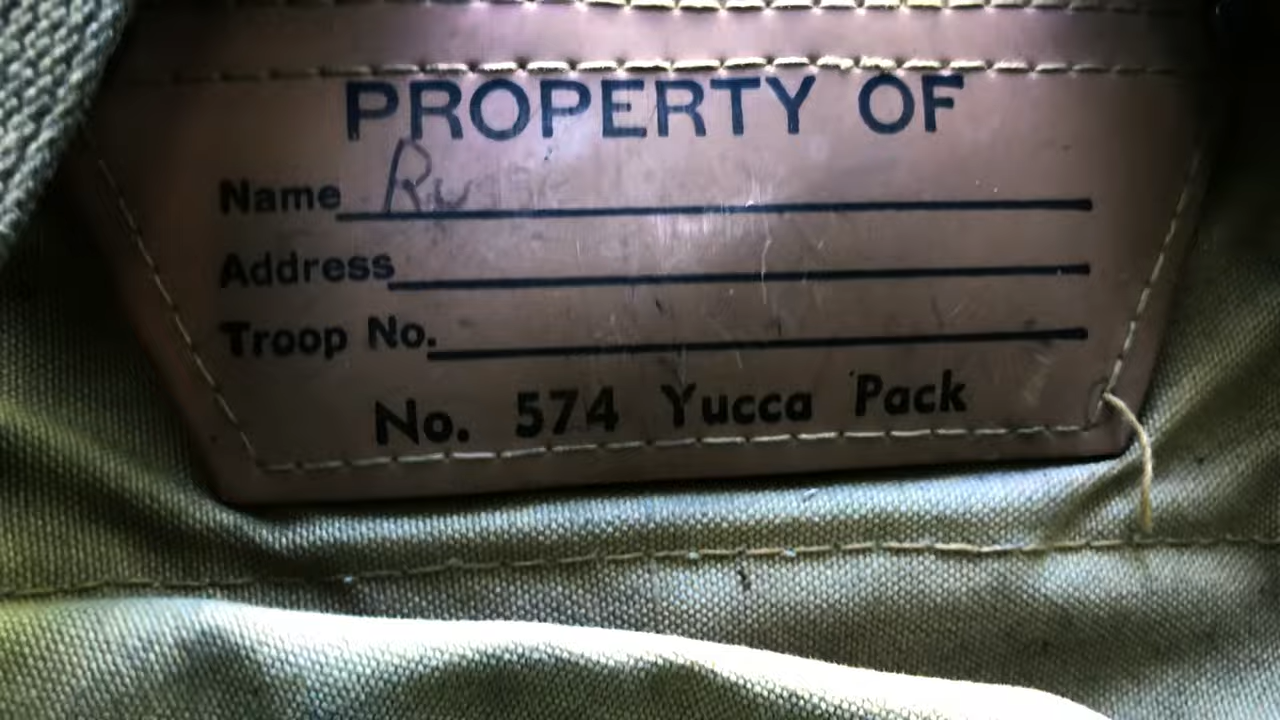 PROPERTY OF
Name
Address
Troop No.
No. 574 Yucca Pack